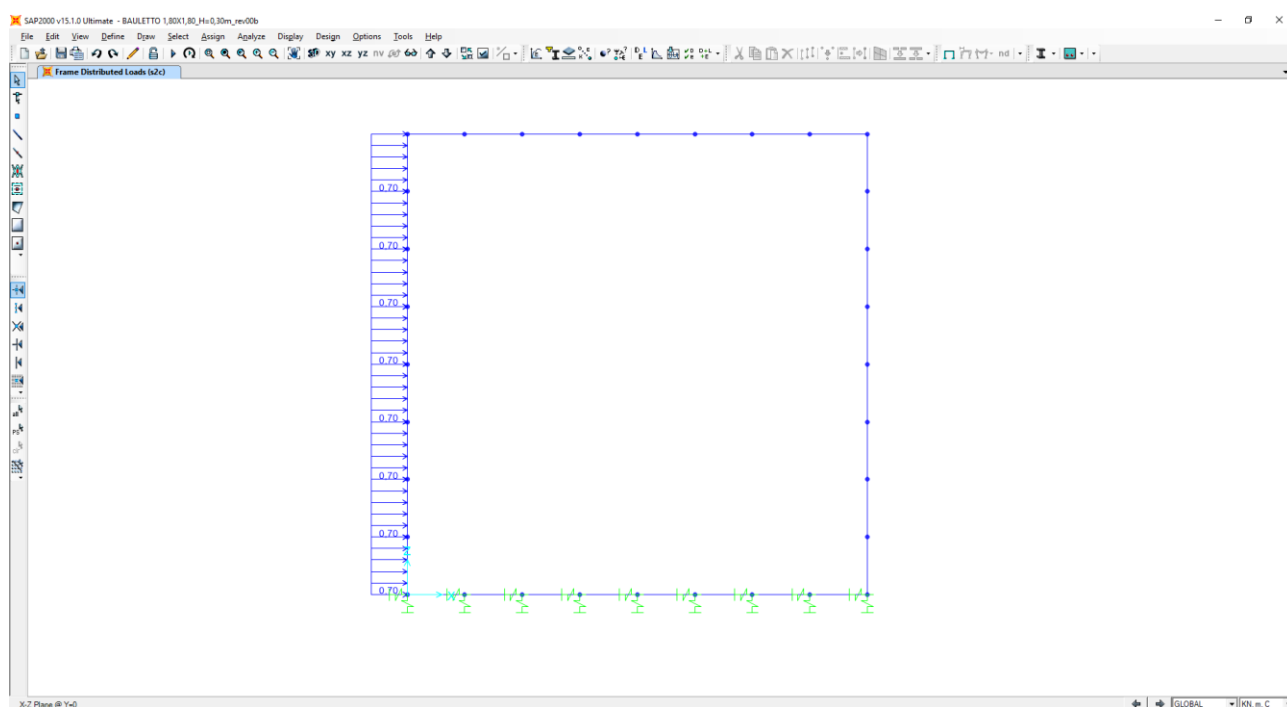 SAP2000 v15.1.0 Ultimate - BAULETTO 1,80X1,80_H=0,30m_rev00b
File Edit View Define Draw Select Assign Analyze Display Design Options Tools Help
xy xz yz nv nd
Frame Distributed Loads (s2c)
0.70
0.70
0.70
0.70
0.70
0.70
0.70
0.70
Z
X
X-Z Plane @ Y=0 GLOBAL KN, m, C